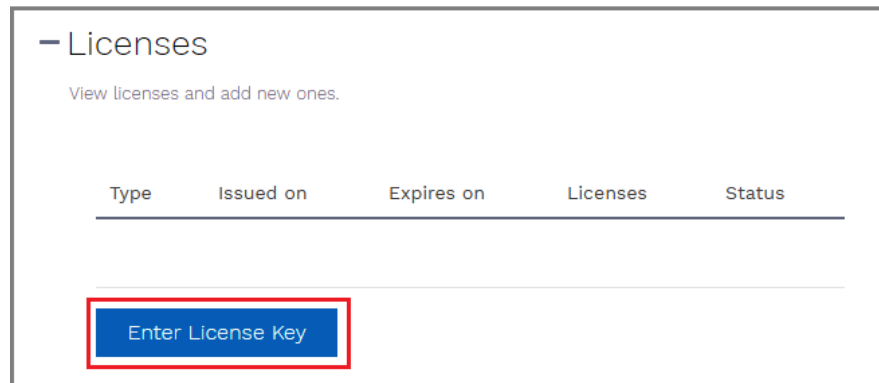 Licenses
View licenses and add new ones.
Type Issued on Expires on Licenses Status
Enter License Key